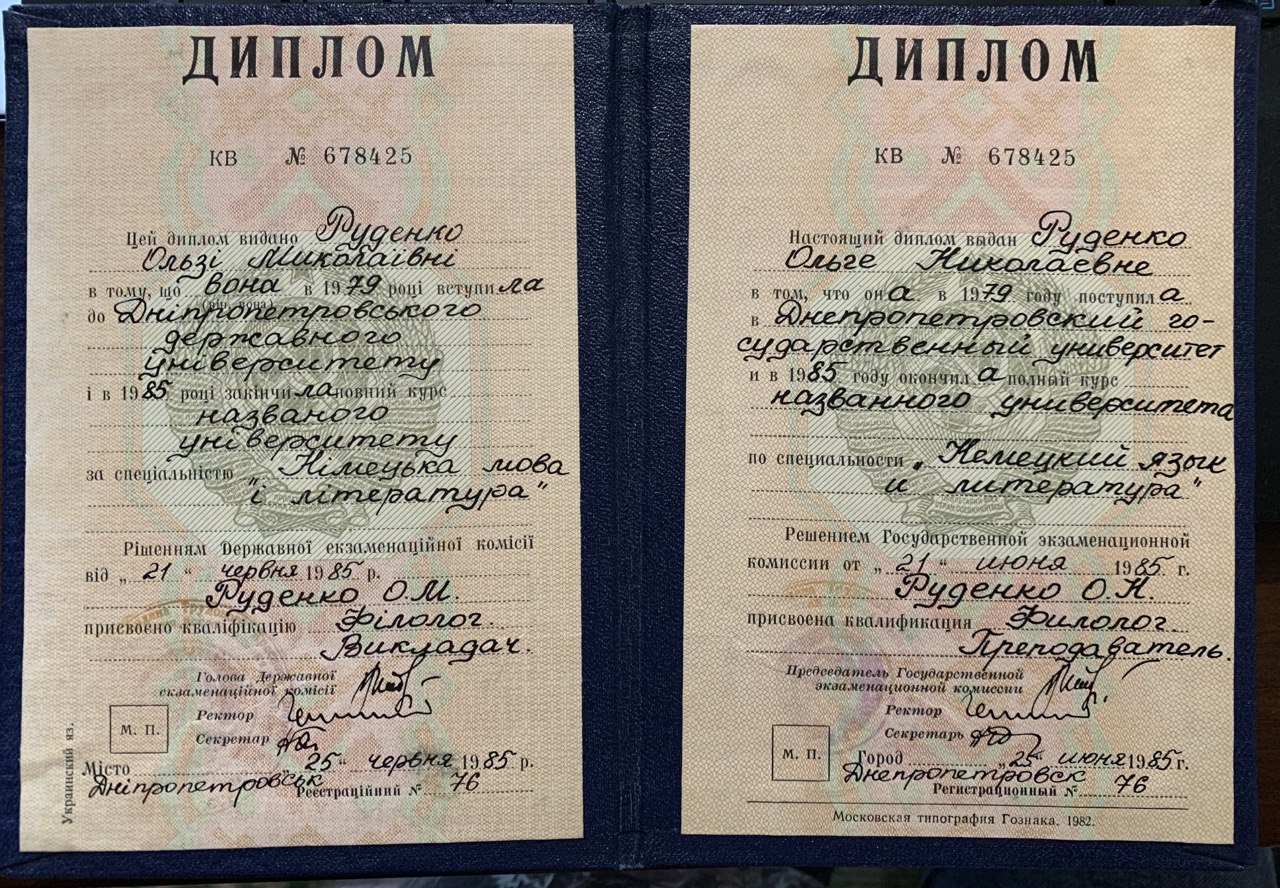 ДИПЛОМ
КВ № 678425
Цей диплом видано Руденко
Ользі Миколаївні
в тому, що вона в 1979 році вступила
(він, вона)
до Дніпропетровського
державного
університету
і в 1985 році закінчила повний курс
названого
університету
за спеціальністю Німецька мова
"і література"
Рішенням Державної екзаменаційної комісії
від „ 21 “ червня 1985 р.
Руденко О.М.
присвоєно кваліфікацію Філолог.
Викладач.
Голова Державної
екзаменаційної комісії
Ректор
Секретар
М. П.
Місто 25 “ червня 1985 р.
Дніпропетровськ Реєстраційний № 76
Украинский яз.
ДИПЛОМ
КВ № 678425
Настоящий диплом выдан Руденко
Ольге Николаевне
в том, что она в 1979 году поступила
в Днепропетровский го-
сударственный университет
и в 1985 году окончила полный курс
названного университета
по специальности „Немецкий язык
и литература"
Решением Государственной экзаменационной
комиссии от „ 21 “ июня 1985 г.
Руденко О.Н.
присвоена квалификация Филолог.
Преподаватель.
Председатель Государственной
экзаменационной комиссии
Ректор
Секретарь
М. П.
Город „25“ июня 1985 г.
Днепропетровск
Регистрационный № 76
Московская типография Гознака. 1982.